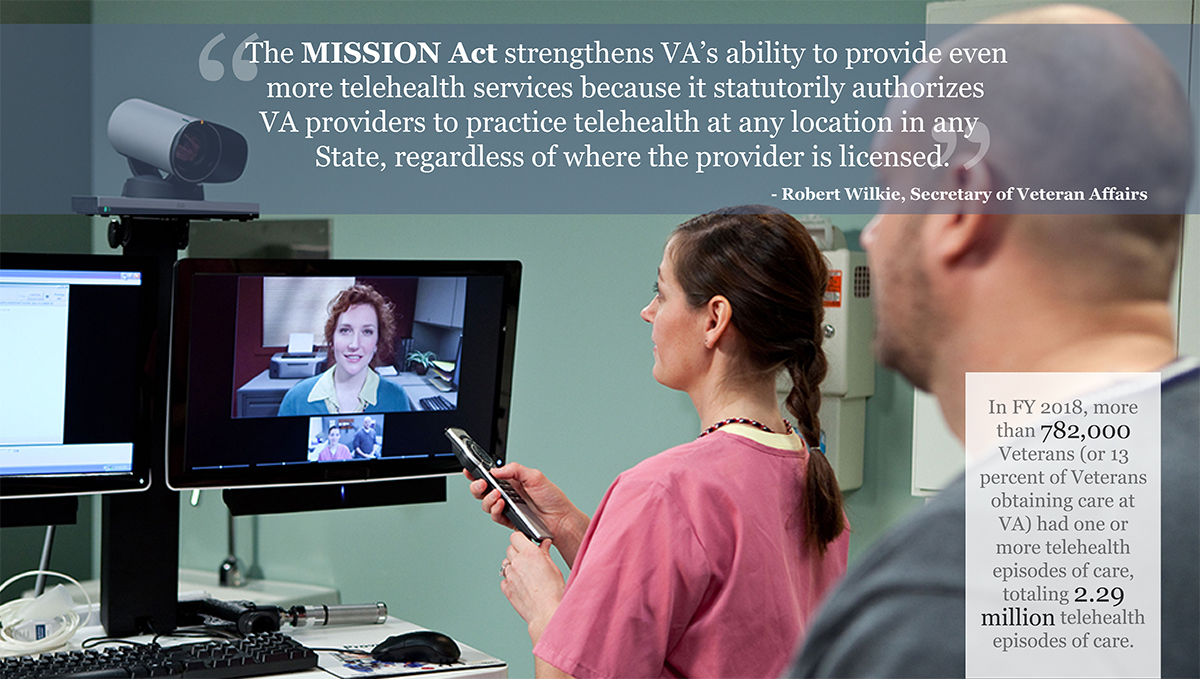 “The MISSION Act strengthens VA’s ability to provide even
more telehealth services because it statutorily authorizes
VA providers to practice telehealth at any location in any
State, regardless of where the provider is licensed.”
- Robert Wilkie, Secretary of Veteran Affairs
In FY 2018, more
than 782,000
Veterans (or 13
percent of Veterans
obtaining care at
VA) had one or
more telehealth
episodes of care,
totaling 2.29
million telehealth
episodes of care.